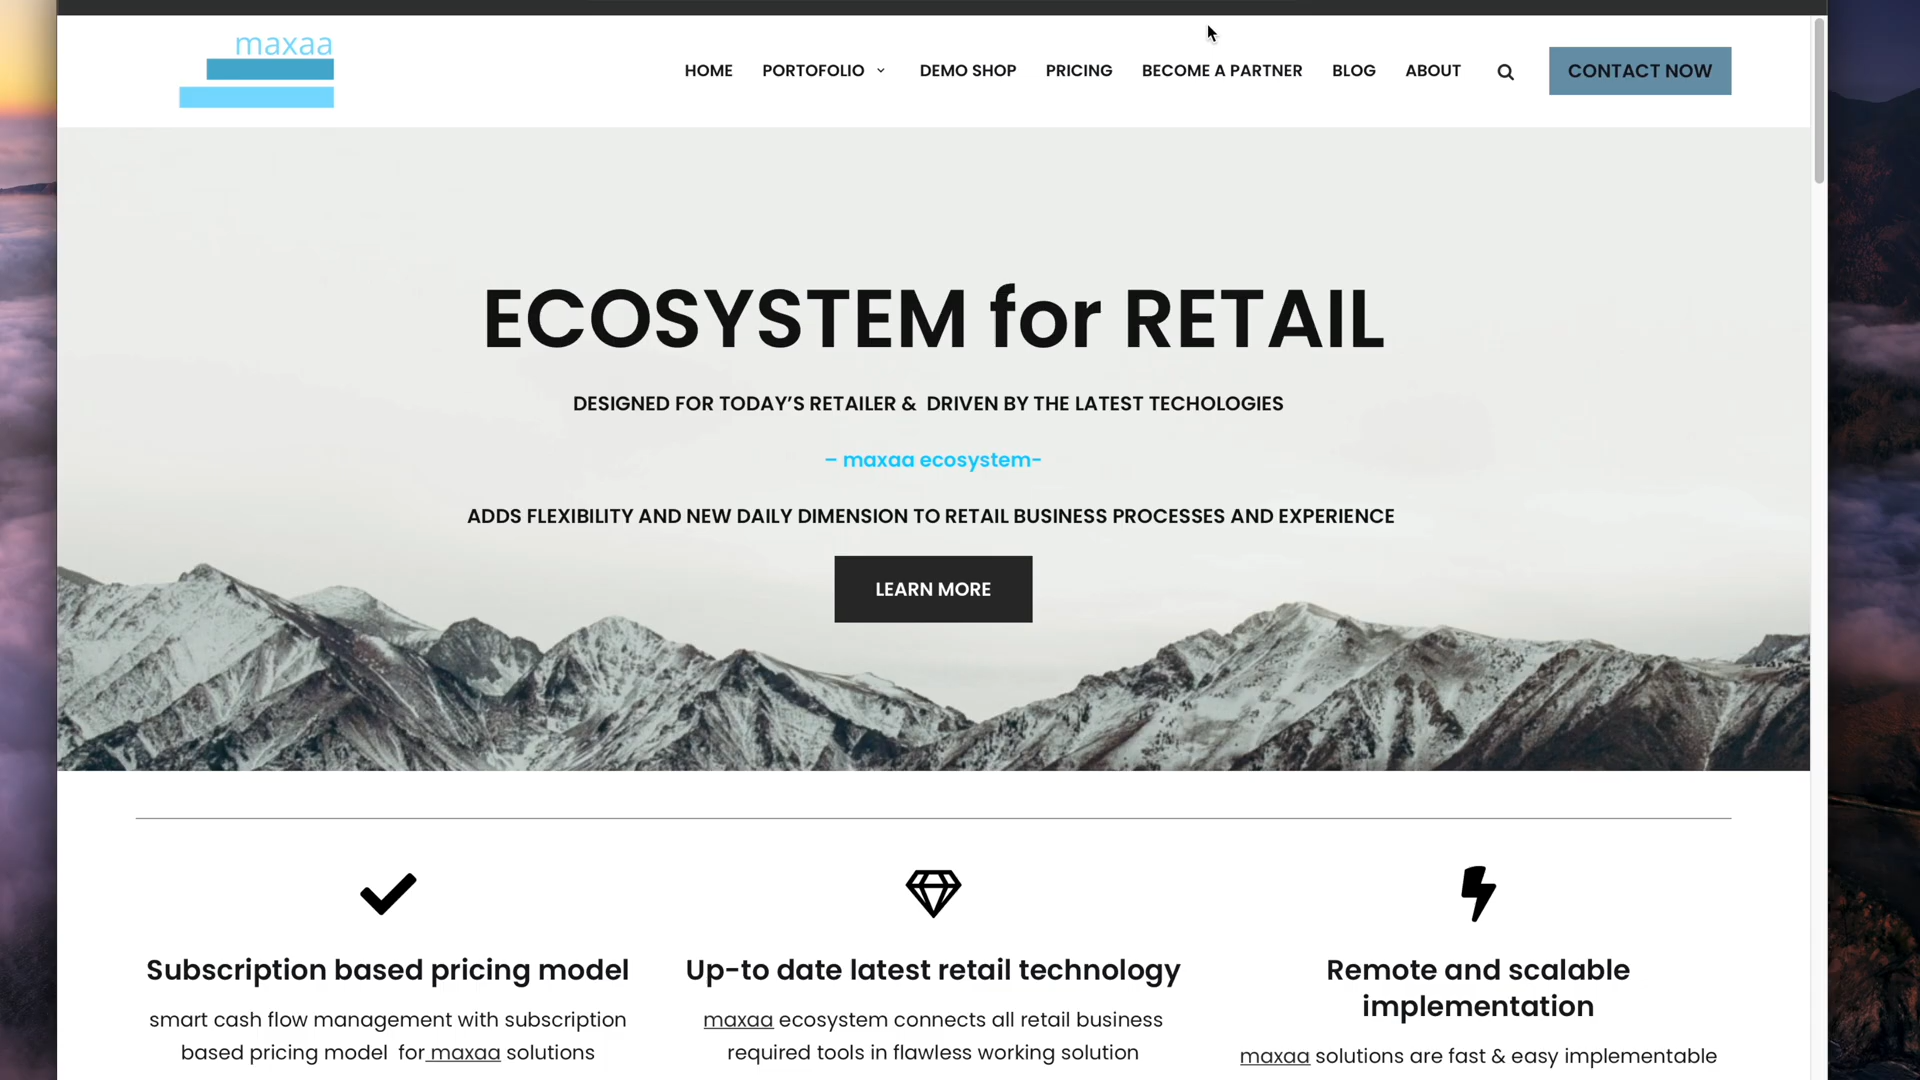 maxaa
HOME PORTOFOLIO DEMO SHOP PRICING BECOME A PARTNER BLOG ABOUT CONTACT NOW
ECOSYSTEM for RETAIL
DESIGNED FOR TODAY’S RETAILER & DRIVEN BY THE LATEST TECHOLOGIES
– maxaa ecosystem-
ADDS FLEXIBILITY AND NEW DAILY DIMENSION TO RETAIL BUSINESS PROCESSES AND EXPERIENCE
LEARN MORE
Subscription based pricing model
smart cash flow management with subscription
based pricing model for maxaa solutions
Up-to date latest retail technology
maxaa ecosystem connects all retail business
required tools in flawless working solution
Remote and scalable
implementation
maxaa solutions are fast & easy implementable